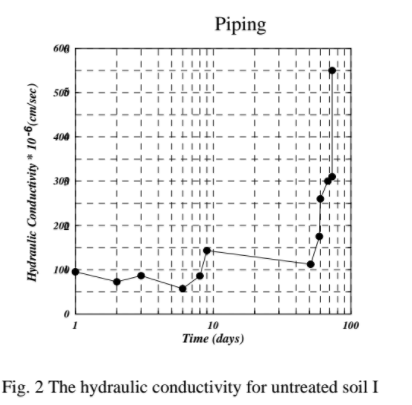 Piping
600
500
400
300
200
100
0
Hydraulic Conductivity * 10-6(cm/sec)
1 10 100
Time (days)
Fig. 2 The hydraulic conductivity for untreated soil I